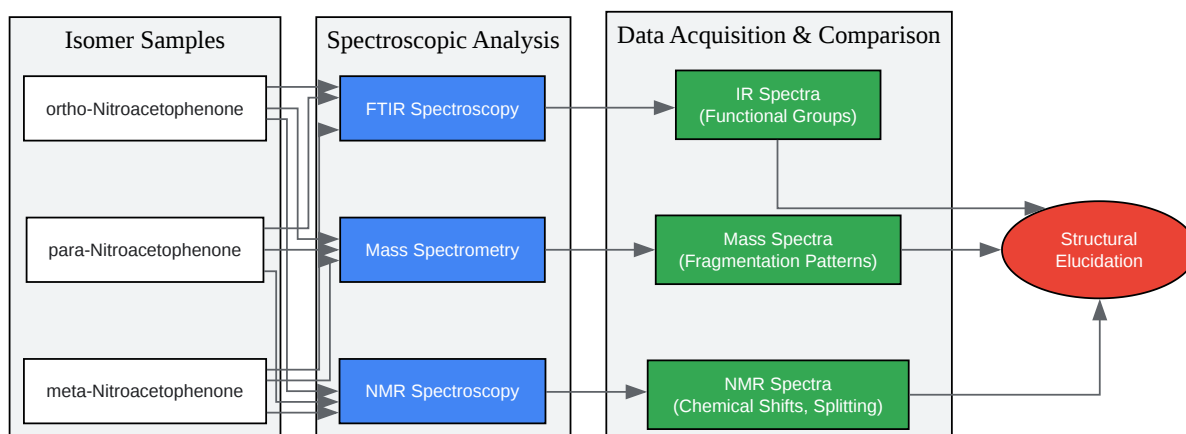 Isomer Samples
ortho-Nitroacetophenone
para-Nitroacetophenone
meta-Nitroacetophenone
Spectroscopic Analysis
FTIR Spectroscopy
Mass Spectrometry
NMR Spectroscopy
Data Acquisition & Comparison
IR Spectra
(Functional Groups)
Mass Spectra
(Fragmentation Patterns)
NMR Spectra
(Chemical Shifts, Splitting)
Structural
Elucidation